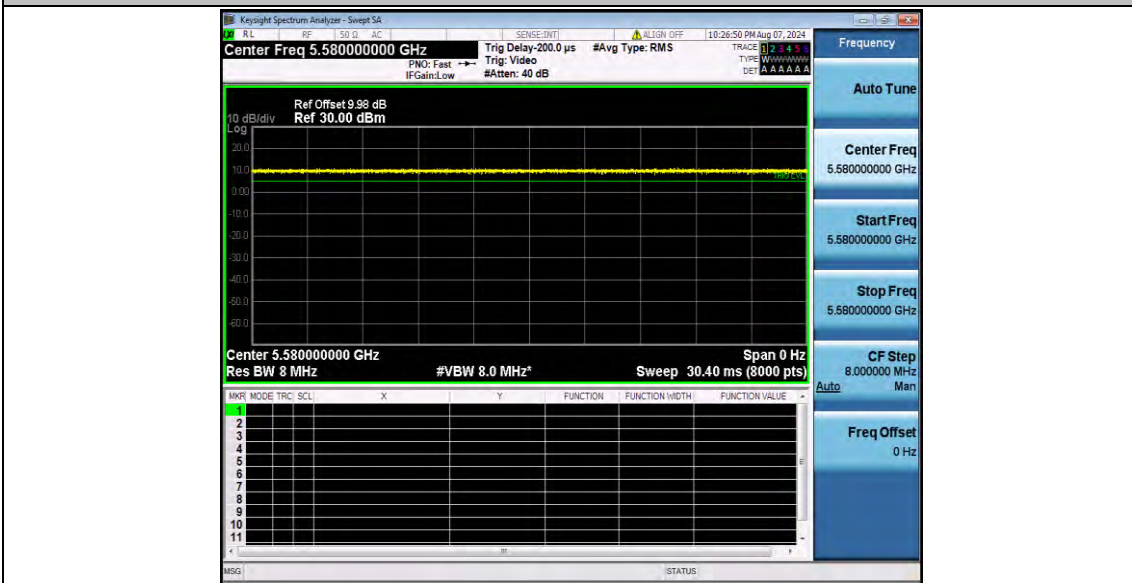 Keysight Spectrum Analyzer - Swept SA
RL RF 50 Ω AC SENSE:INT ALIGN OFF 10:26:50 PM Aug 07, 2024
Center Freq 5.580000000 GHz
PNO: Fast
IFGain:Low
Trig Delay-200.0 µs
Trig: Video
#Atten: 40 dB
#Avg Type: RMS
TRACE 1 2 3 4 5 6
TYPE WWWWWW
DET A A A A A A
Ref Offset 9.98 dB
10 dB/div Ref 30.00 dBm
Log
20.0
10.0
TRIG LVL
0.00
-10.0
-20.0
-30.0
-40.0
-50.0
-60.0
Center 5.580000000 GHz Span 0 Hz
Res BW 8 MHz #VBW 8.0 MHz* Sweep 30.40 ms (8000 pts)
MKR MODE TRC SCL X Y FUNCTION FUNCTION WIDTH FUNCTION VALUE
1
2
3
4
5
6
7
8
9
10
11
MSG STATUS
Frequency
Auto Tune
Center Freq
5.580000000 GHz
Start Freq
5.580000000 GHz
Stop Freq
5.580000000 GHz
CF Step
8.000000 MHz
Auto Man
Freq Offset
0 Hz